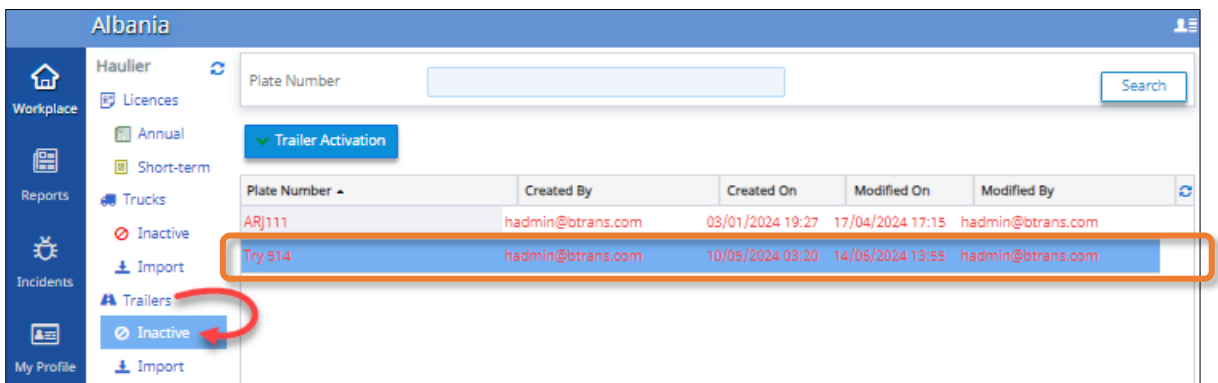 Albania
Workplace
Reports
Incidents
My Profile
Haulier
Licences
Annual
Short-term
Trucks
Inactive
Import
Trailers
Inactive
Import
Plate Number
Search
Trailer Activation
Plate Number Created By Created On Modified On Modified By
ARJ111 hadmin@btrans.com 03/01/2024 19:27 17/04/2024 17:15 hadmin@btrans.com
Try 514 hadmin@btrans.com 10/05/2024 03:20 14/06/2024 13:55 hadmin@btrans.com